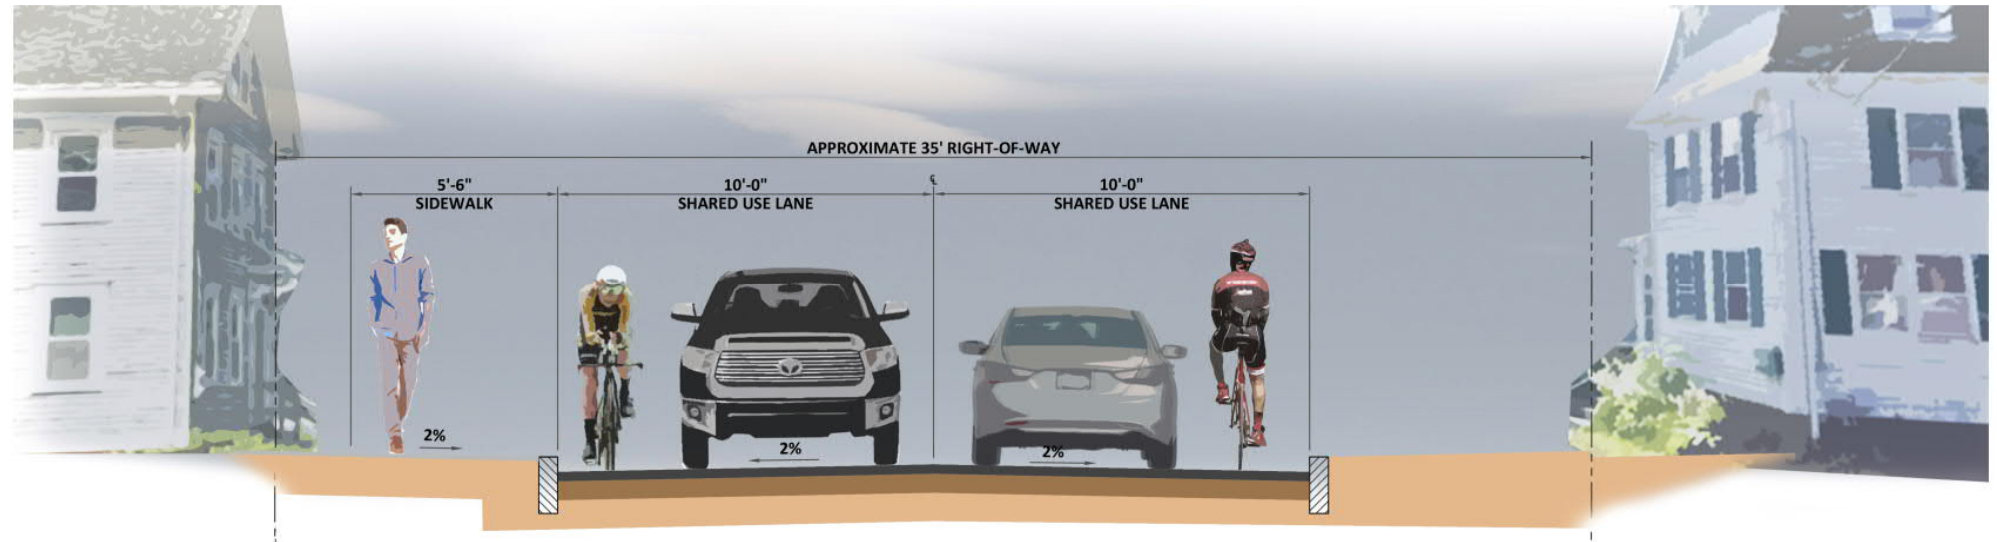 APPROXIMATE 35' RIGHT-OF-WAY
5'-6"
SIDEWALK
10'-0"
SHARED USE LANE
℄
10'-0"
SHARED USE LANE
2%
2%
2%